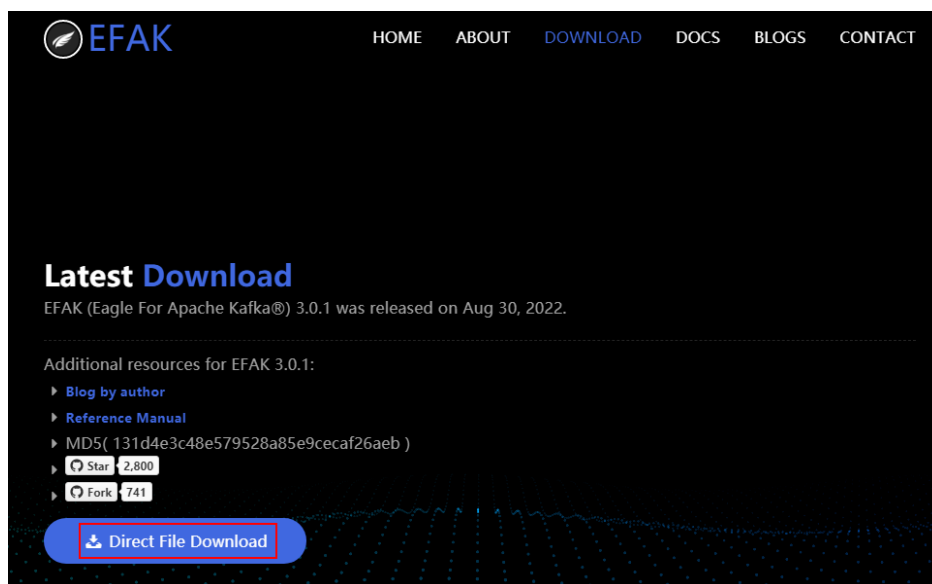 EFAK HOME ABOUT DOWNLOAD DOCS BLOGS CONTACT
Latest Download
EFAK (Eagle For Apache Kafka®) 3.0.1 was released on Aug 30, 2022.
Additional resources for EFAK 3.0.1:
Blog by author
Reference Manual
MD5( 131d4e3c48e579528a85e9cecaf26aeb )
Star 2,800
Fork 741
Direct File Download